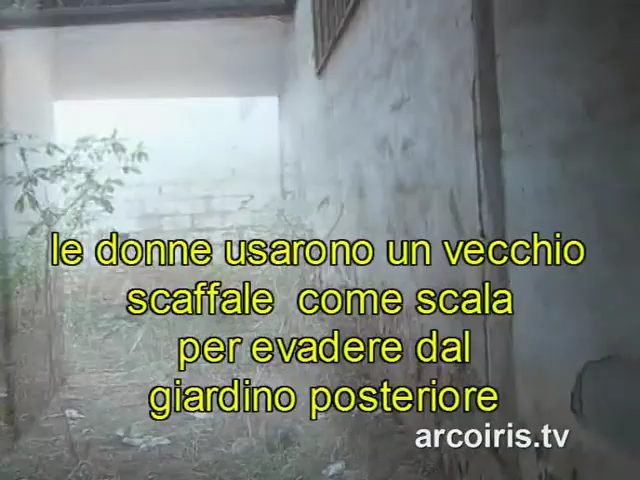 le donne usarono un vecchio
scaffale come scala
per evadere dal
giardino posteriore
arcoiris.tv